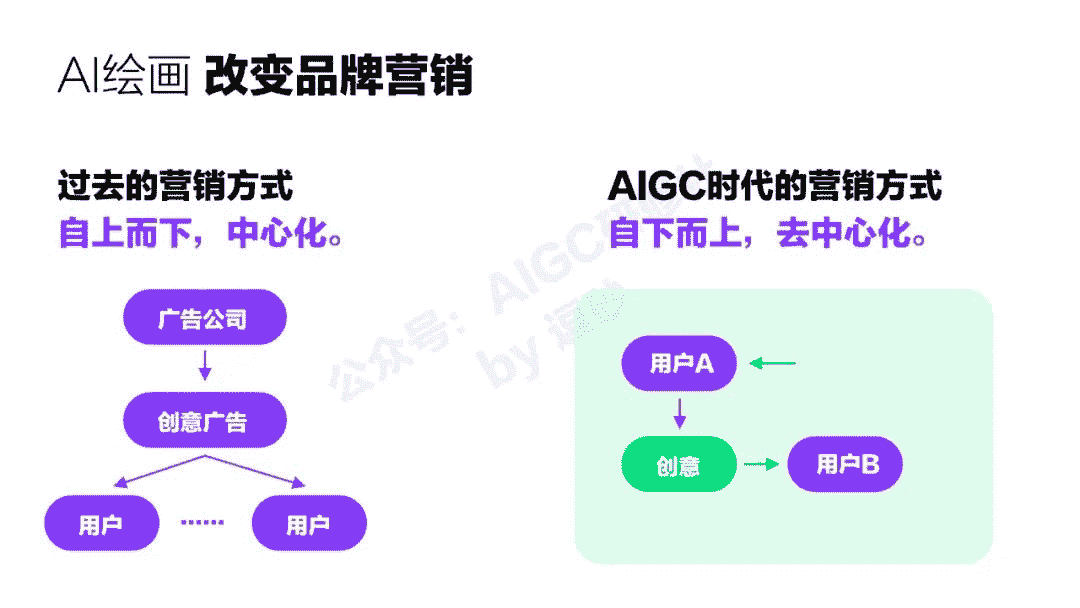 AI绘画 改变品牌营销
过去的营销方式
自上而下，中心化。
广告公司
创意广告
用户 ...... 用户
AIGC时代的营销方式
自下而上，去中心化。
用户A
创意
用户B
公众号：AIGC
by 逗